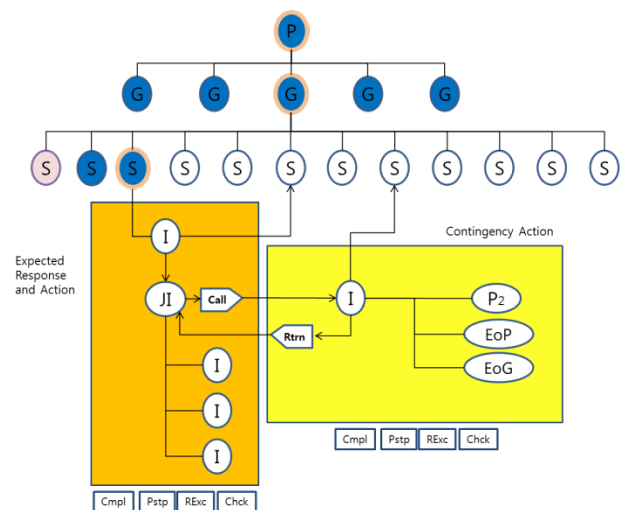 P
G G G G G
S S S S S S S S S S S S
Contingency Action
Expected
Response
and Action
I
JI
Call
I
P2
Rtrn
EoP
EoG
I
I
I
Cmpl Pstp RExc Chck
Cmpl Pstp RExc Chck